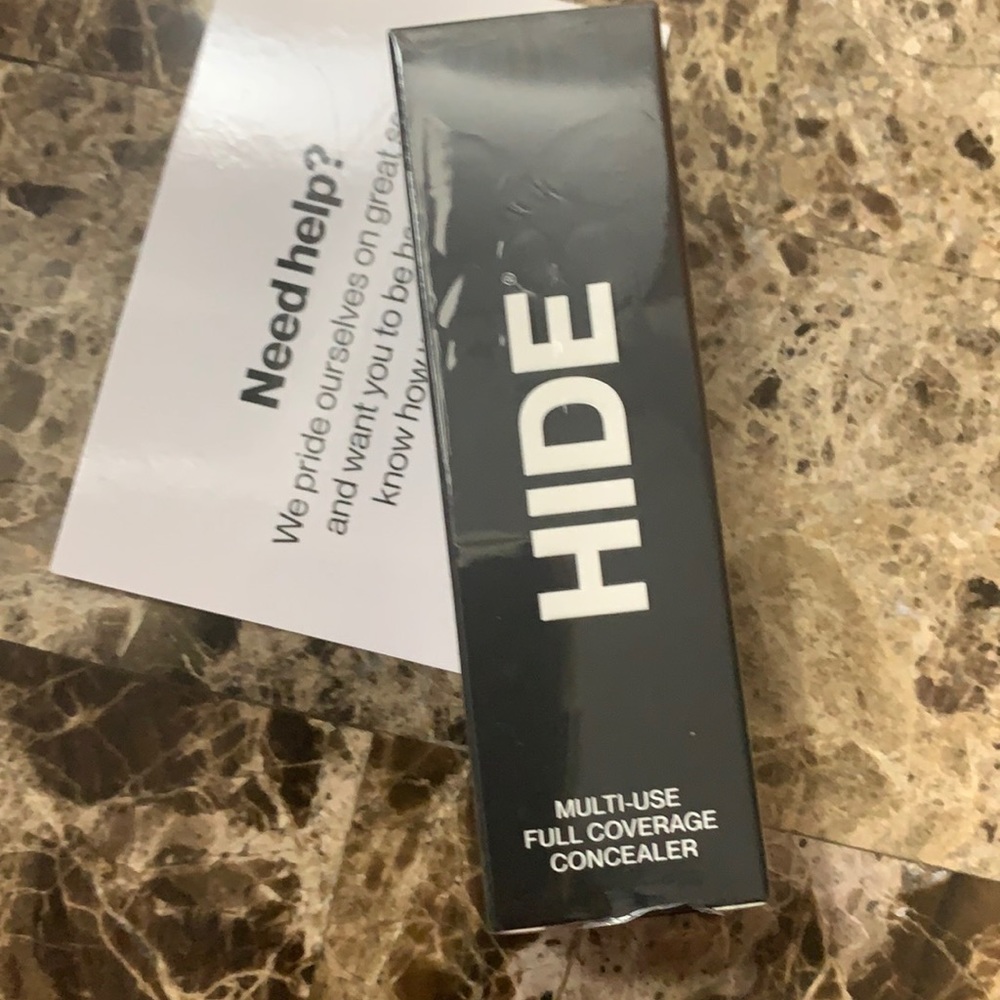 Need help?
We pride ourselves on great
and want you to be
know how
HIDE®
MULTI-USE
FULL COVERAGE
CONCEALER